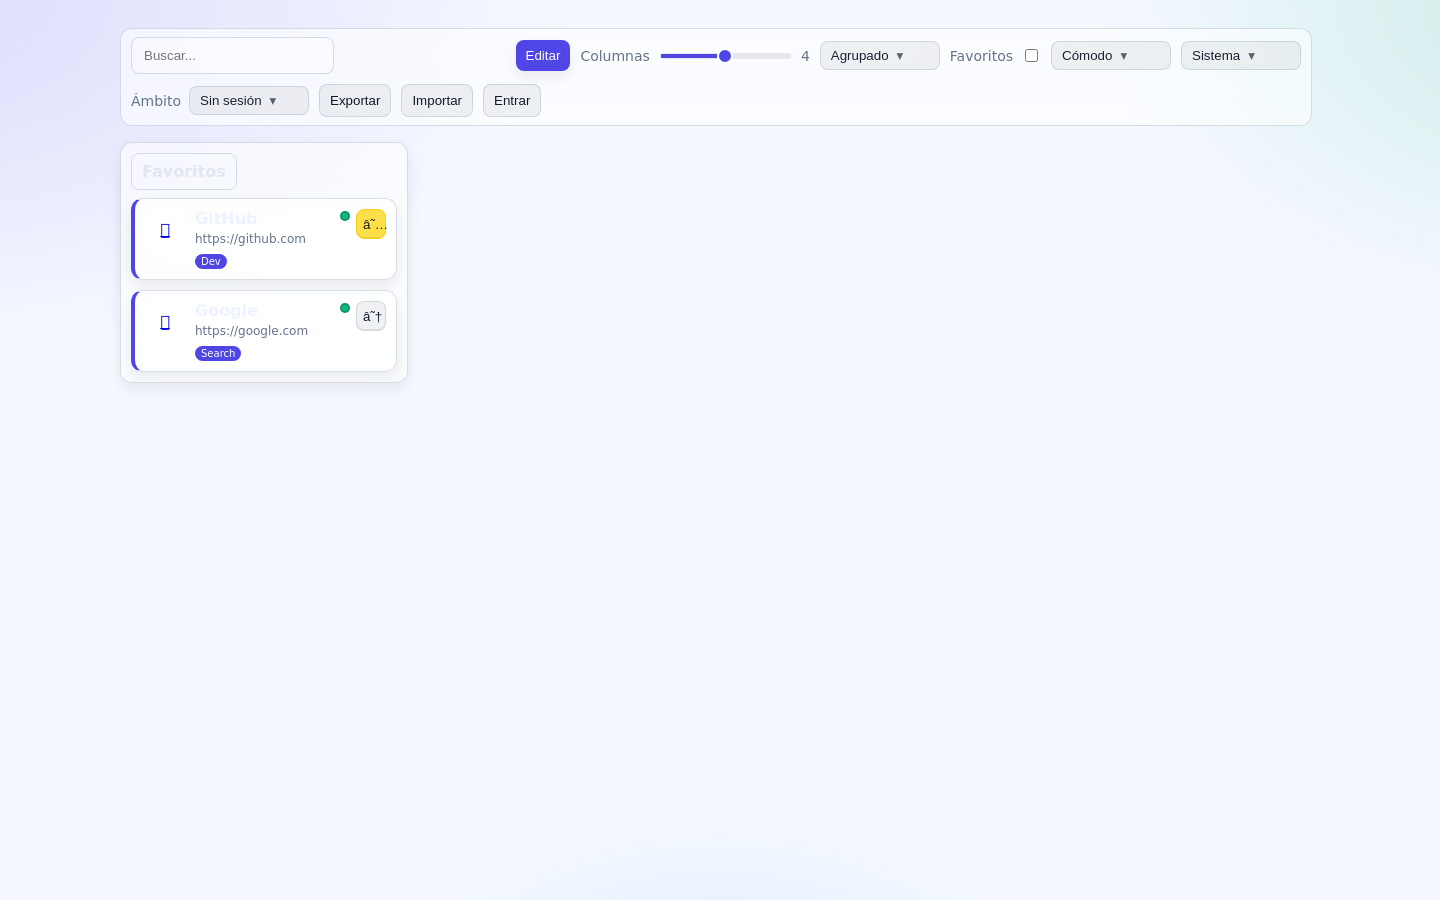 Buscar...
Editar
Columnas
4
Agrupado ▼
Favoritos
Cómodo ▼
Sistema ▼
Ámbito
Sin sesión ▼
Exportar
Importar
Entrar
Favoritos
GitHub
https://github.com
Dev
â˜…
Google
https://google.com
Search
â˜†